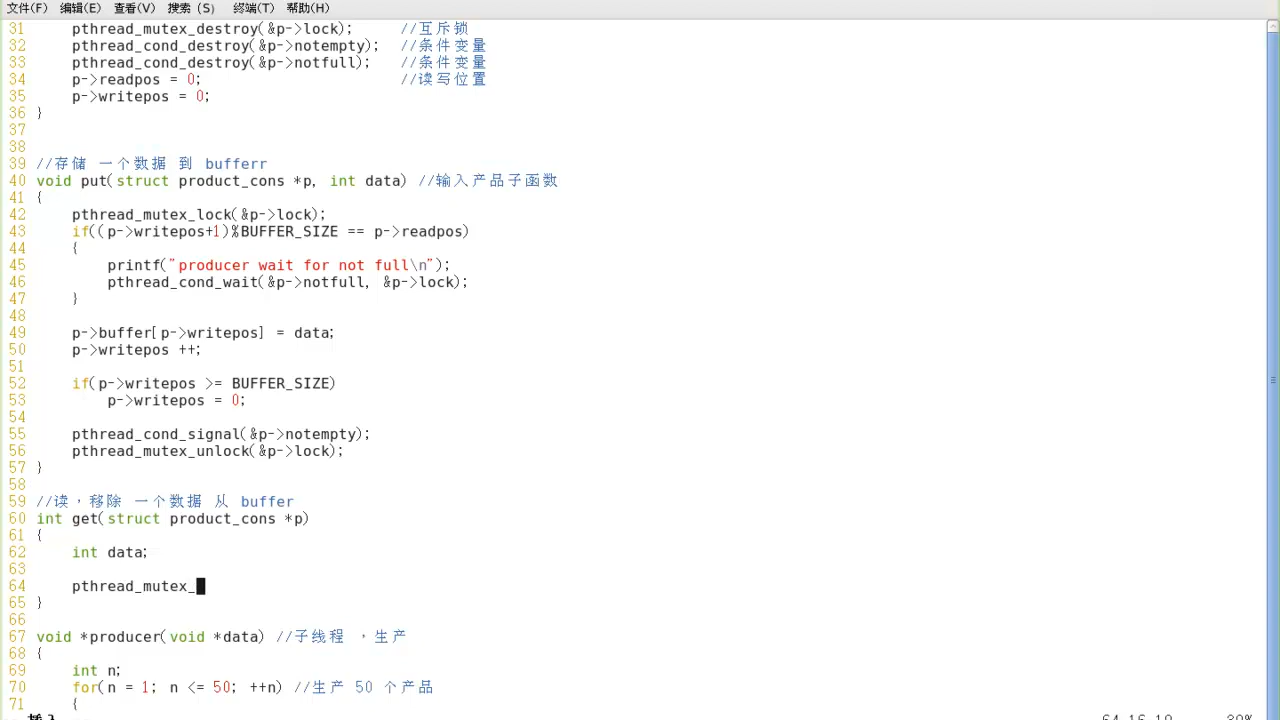 文件(F) 编辑(E) 查看(V) 搜索 (S) 终端(T) 帮助(H)
31 pthread_mutex_destroy(&p->lock); //互斥锁
32 pthread_cond_destroy(&p->notempty); //条件变量
33 pthread_cond_destroy(&p->notfull); //条件变量
34 p->readpos = 0; //读写位置
35 p->writepos = 0;
36 }
37
38
39 //存储 一个数据 到 bufferr
40 void put(struct product_cons *p, int data) //输入产品子函数
41 {
42 pthread_mutex_lock(&p->lock);
43 if((p->writepos+1)%BUFFER_SIZE == p->readpos)
44 {
45 printf("producer wait for not full\n");
46 pthread_cond_wait(&p->notfull, &p->lock);
47 }
48
49 p->buffer[p->writepos] = data;
50 p->writepos ++;
51
52 if(p->writepos >= BUFFER_SIZE)
53 p->writepos = 0;
54
55 pthread_cond_signal(&p->notempty);
56 pthread_mutex_unlock(&p->lock);
57 }
58
59 //读，移除 一个数据 从 buffer
60 int get(struct product_cons *p)
61 {
62 int data;
63
64 pthread_mutex_
65 }
66
67 void *producer(void *data) //子线程 ，生产
68 {
69 int n;
70 for(n = 1; n <= 50; ++n) //生产 50 个产品
71 {